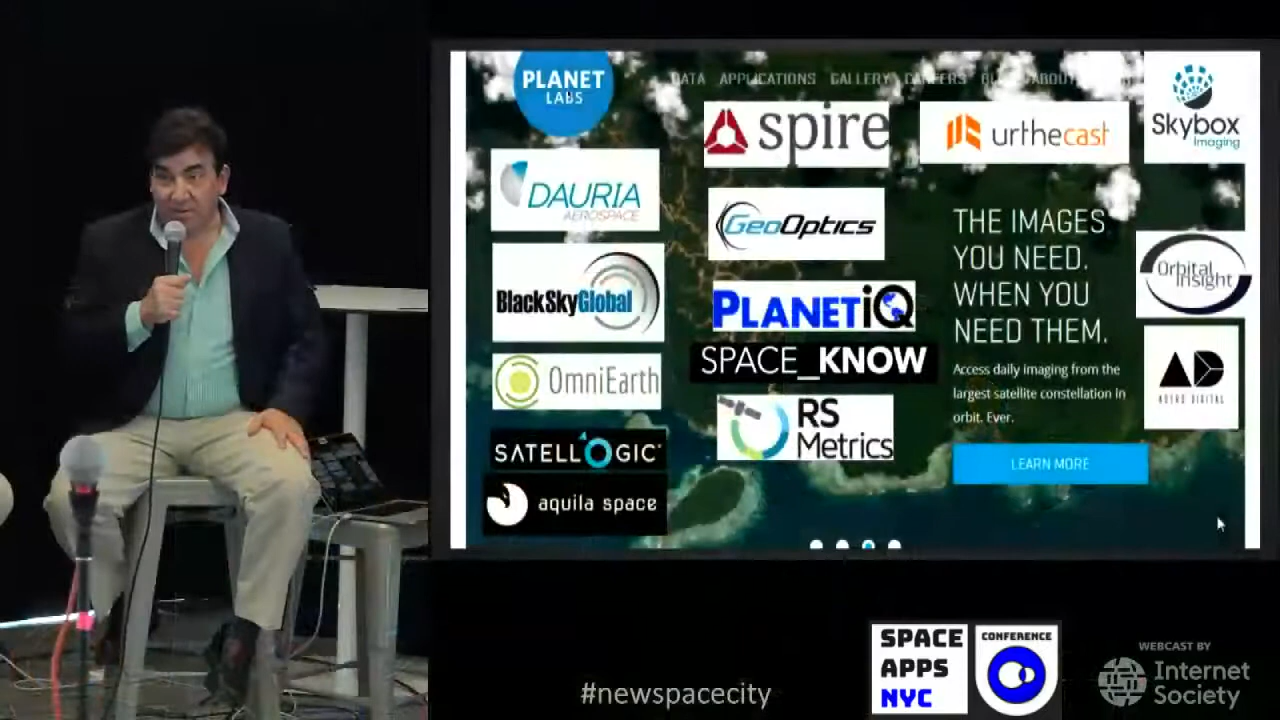 PLANET
LABS
DATA APPLICATIONS GALLERY CAREERS ABOUT
spire
urthecast
Skybox
Imaging
DAURIA
AEROSPACE
GeoOptics
THE IMAGES
YOU NEED.
WHEN YOU
NEED THEM.
Orbital
Insight
BlackSkyGlobal
PLANETiQ
SPACE_KNOW
Access daily imaging from the
largest satellite constellation in
orbit. Ever.
OmniEarth
AD
ASTRO DIGITAL
RS
Metrics
SATELLOGIC
LEARN MORE
aquila space
SPACE
APPS
NYC
CONFERENCE
#newspacecity
WEBCAST BY
Internet
Society